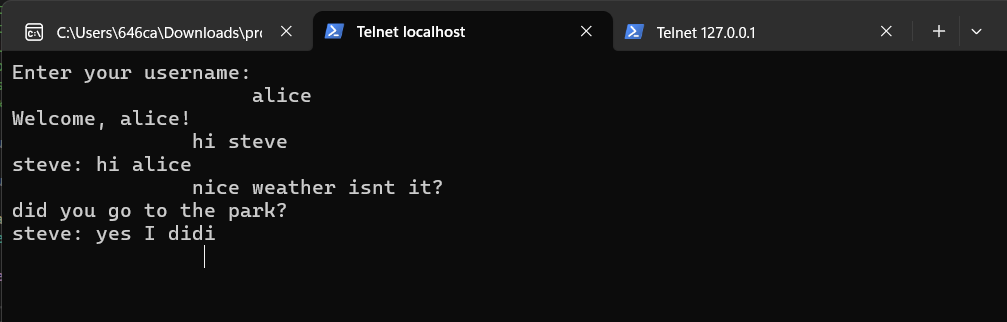 C:\Users\646ca\Downloads\prc
Telnet localhost
Telnet 127.0.0.1
Enter your username:
alice
Welcome, alice!
hi steve
steve: hi alice
nice weather isnt it?
did you go to the park?
steve: yes I didi